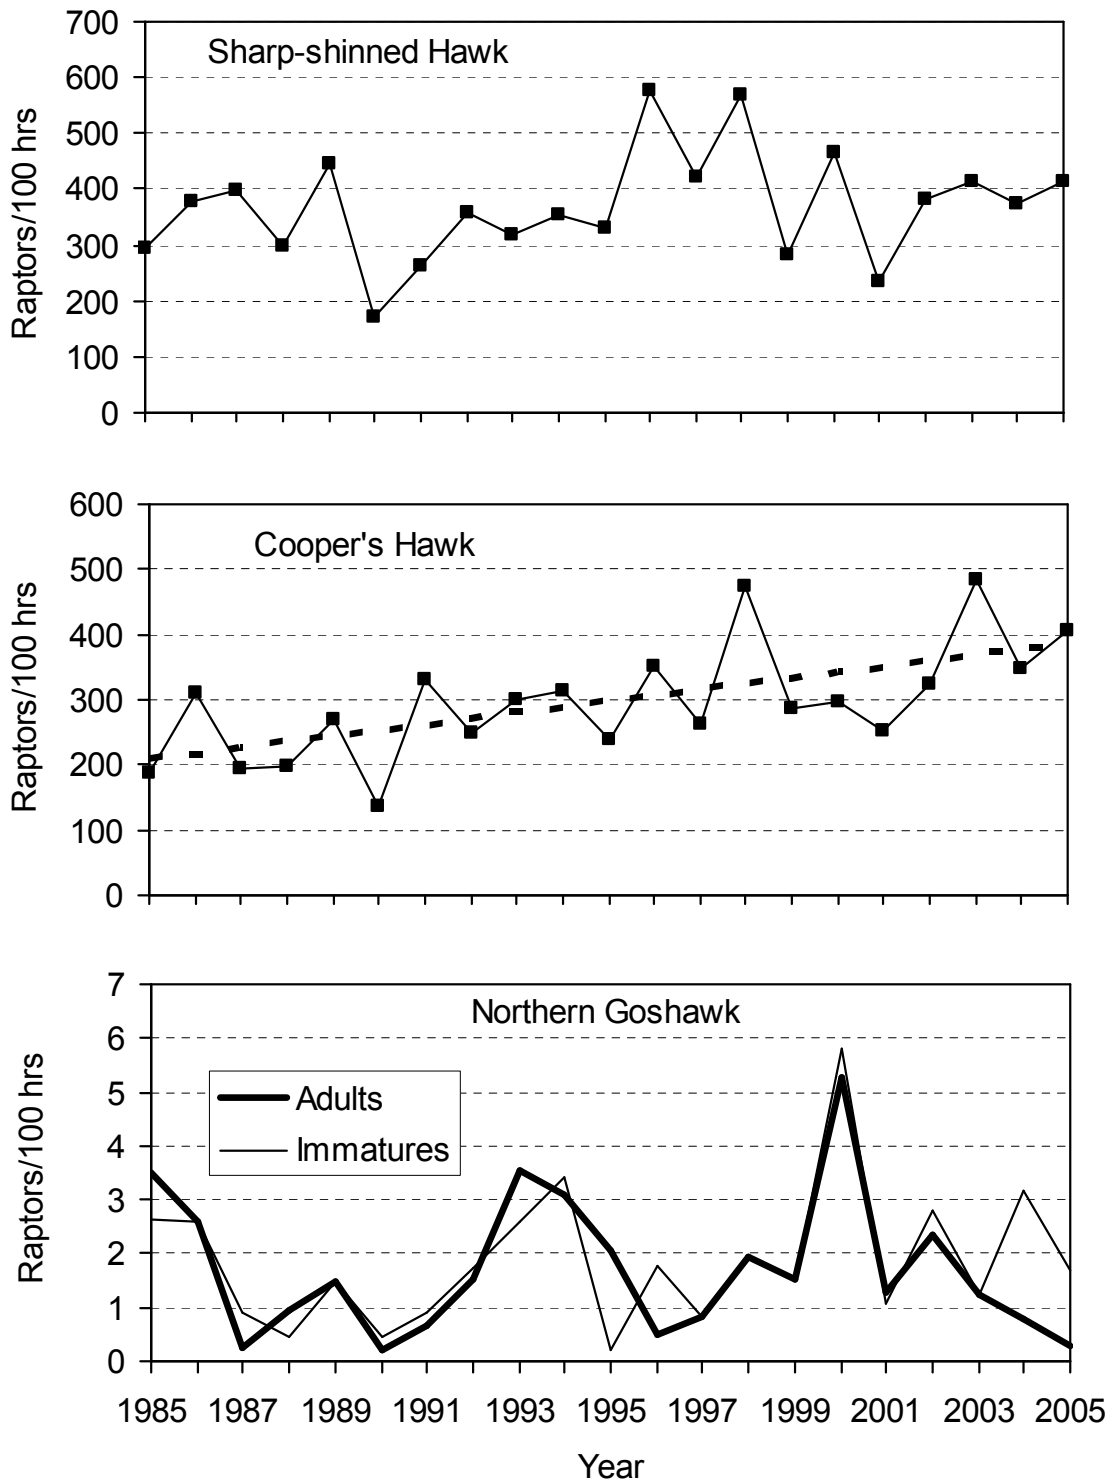 Sharp-shinned Hawk
Raptors/100 hrs
700
600
500
400
300
200
100
0
Cooper's Hawk
Raptors/100 hrs
600
500
400
300
200
100
0
Northern Goshawk
Adults
Immatures
Raptors/100 hrs
7
6
5
4
3
2
1
0
1985 1987 1989 1991 1993 1995 1997 1999 2001 2003 2005
Year